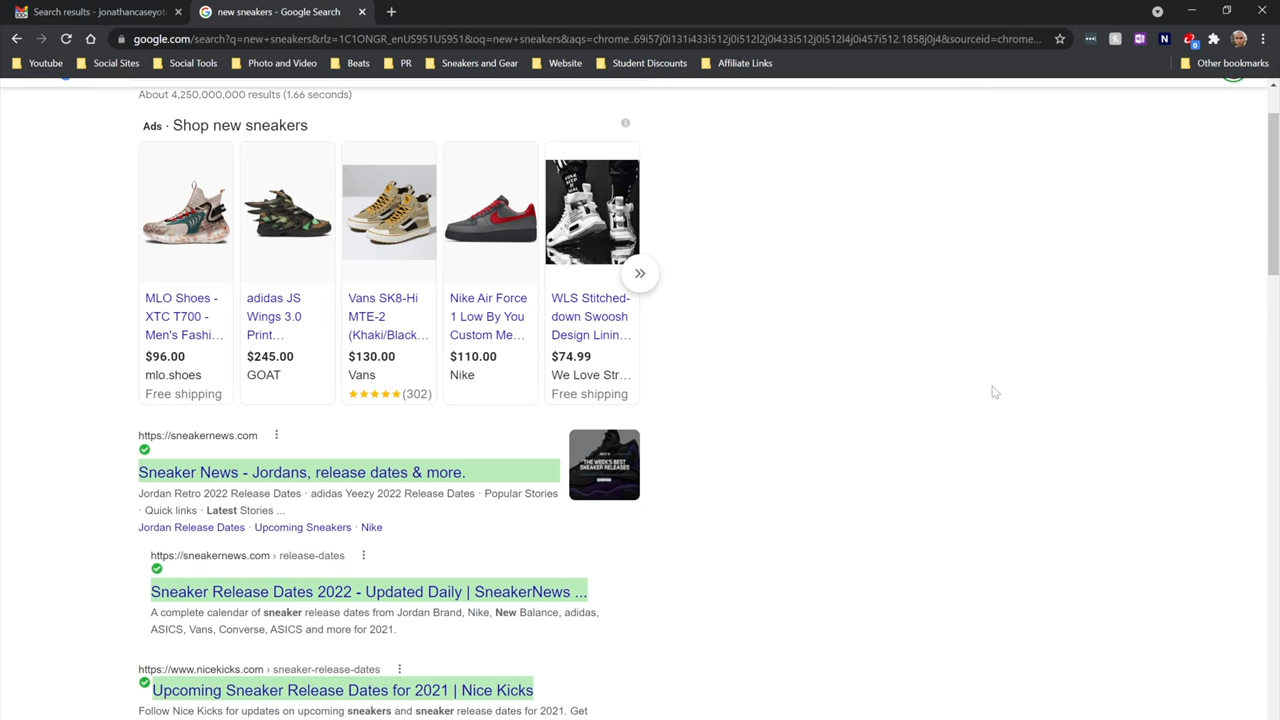 Search results - jonathancaseyot
new sneakers - Google Search
google.com/search?q=new+sneakers&rlz=1C1ONGR_enUS951US951&oq=new+sneakers&aqs=chrome..69i57j0i131i433i512j0i512l2j0i433i512j0i512l4j0i457i512.1858j0j4&sourceid=chrome...
Youtube
Social Sites
Social Tools
Photo and Video
Beats
PR
Sneakers and Gear
Website
Student Discounts
Affiliate Links
Other bookmarks
About 4,250,000,000 results (1.66 seconds)
Ads · Shop new sneakers
MLO Shoes -
XTC T700 -
Men's Fashi...
$96.00
mlo.shoes
Free shipping
adidas JS
Wings 3.0
Print...
$245.00
GOAT
Vans SK8-Hi
MTE-2
(Khaki/Black...
$130.00
Vans
(302)
Nike Air Force
1 Low By You
Custom Me...
$110.00
Nike
WLS Stitched-
down Swoosh
Design Linin...
$74.99
We Love Str...
Free shipping
https://sneakernews.com
Sneaker News - Jordans, release dates & more.
Jordan Retro 2022 Release Dates · adidas Yeezy 2022 Release Dates · Popular Stories
· Quick links · Latest Stories ...
Jordan Release Dates · Upcoming Sneakers · Nike
THE WEEK'S BEST
SNEAKER RELEASES
https://sneakernews.com › release-dates
Sneaker Release Dates 2022 - Updated Daily | SneakerNews ...
A complete calendar of sneaker release dates from Jordan Brand, Nike, New Balance, adidas,
ASICS, Vans, Converse, ASICS and more for 2021.
https://www.nicekicks.com › sneaker-release-dates
Upcoming Sneaker Release Dates for 2021 | Nice Kicks
Follow Nice Kicks for updates on upcoming sneakers and sneaker release dates for 2021. Get